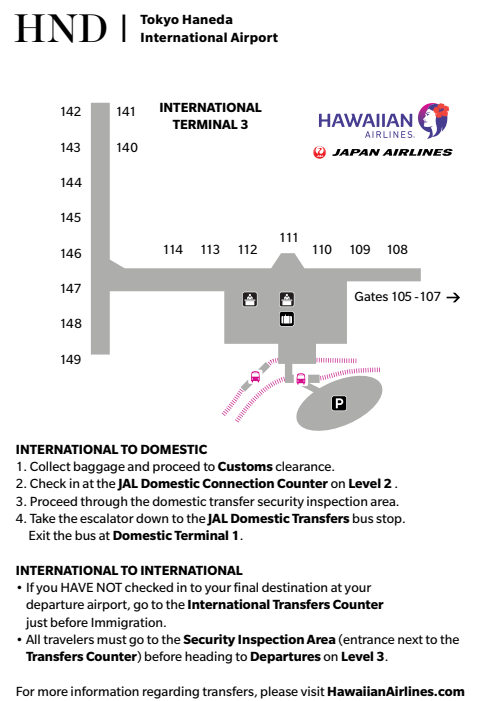 HND | Tokyo Haneda
International Airport
INTERNATIONAL
TERMINAL 3
HAWAIIAN
AIRLINES.
JAPAN AIRLINES
142 141
143 140
144
145
146
147
148
149
114 113 112 111 110 109 108
Gates 105 -107 →
P
INTERNATIONAL TO DOMESTIC
1. Collect baggage and proceed to Customs clearance.
2. Check in at the JAL Domestic Connection Counter on Level 2 .
3. Proceed through the domestic transfer security inspection area.
4. Take the escalator down to the JAL Domestic Transfers bus stop.
Exit the bus at Domestic Terminal 1.
INTERNATIONAL TO INTERNATIONAL
• If you HAVE NOT checked in to your final destination at your
departure airport, go to the International Transfers Counter
just before Immigration.
• All travelers must go to the Security Inspection Area (entrance next to the
Transfers Counter) before heading to Departures on Level 3.
For more information regarding transfers, please visit HawaiianAirlines.com